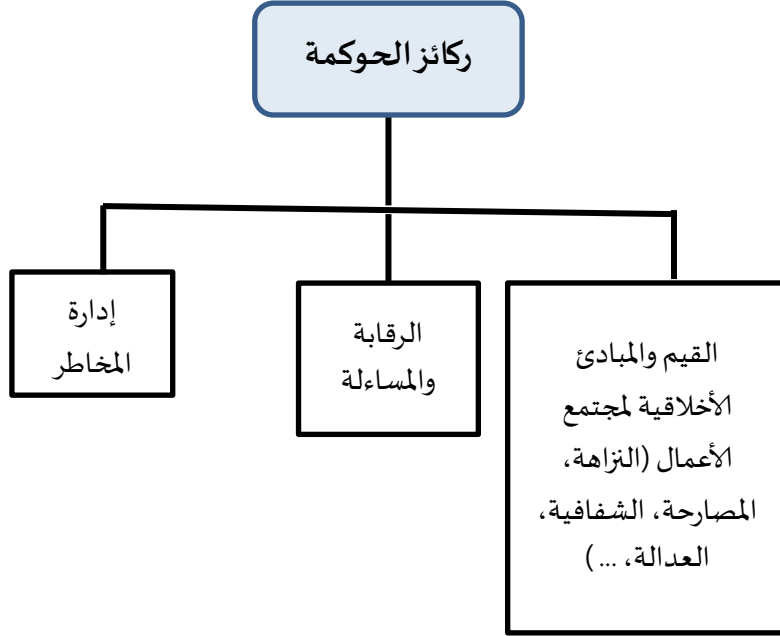 ركائز الحوكمة
القيم والمبادئ
الأخلاقية لمجتمع
الأعمال (النزاهة،
المصارحة، الشفافية،
العدالة، ... )
الرقابة
والمساءلة
إدارة
المخاطر